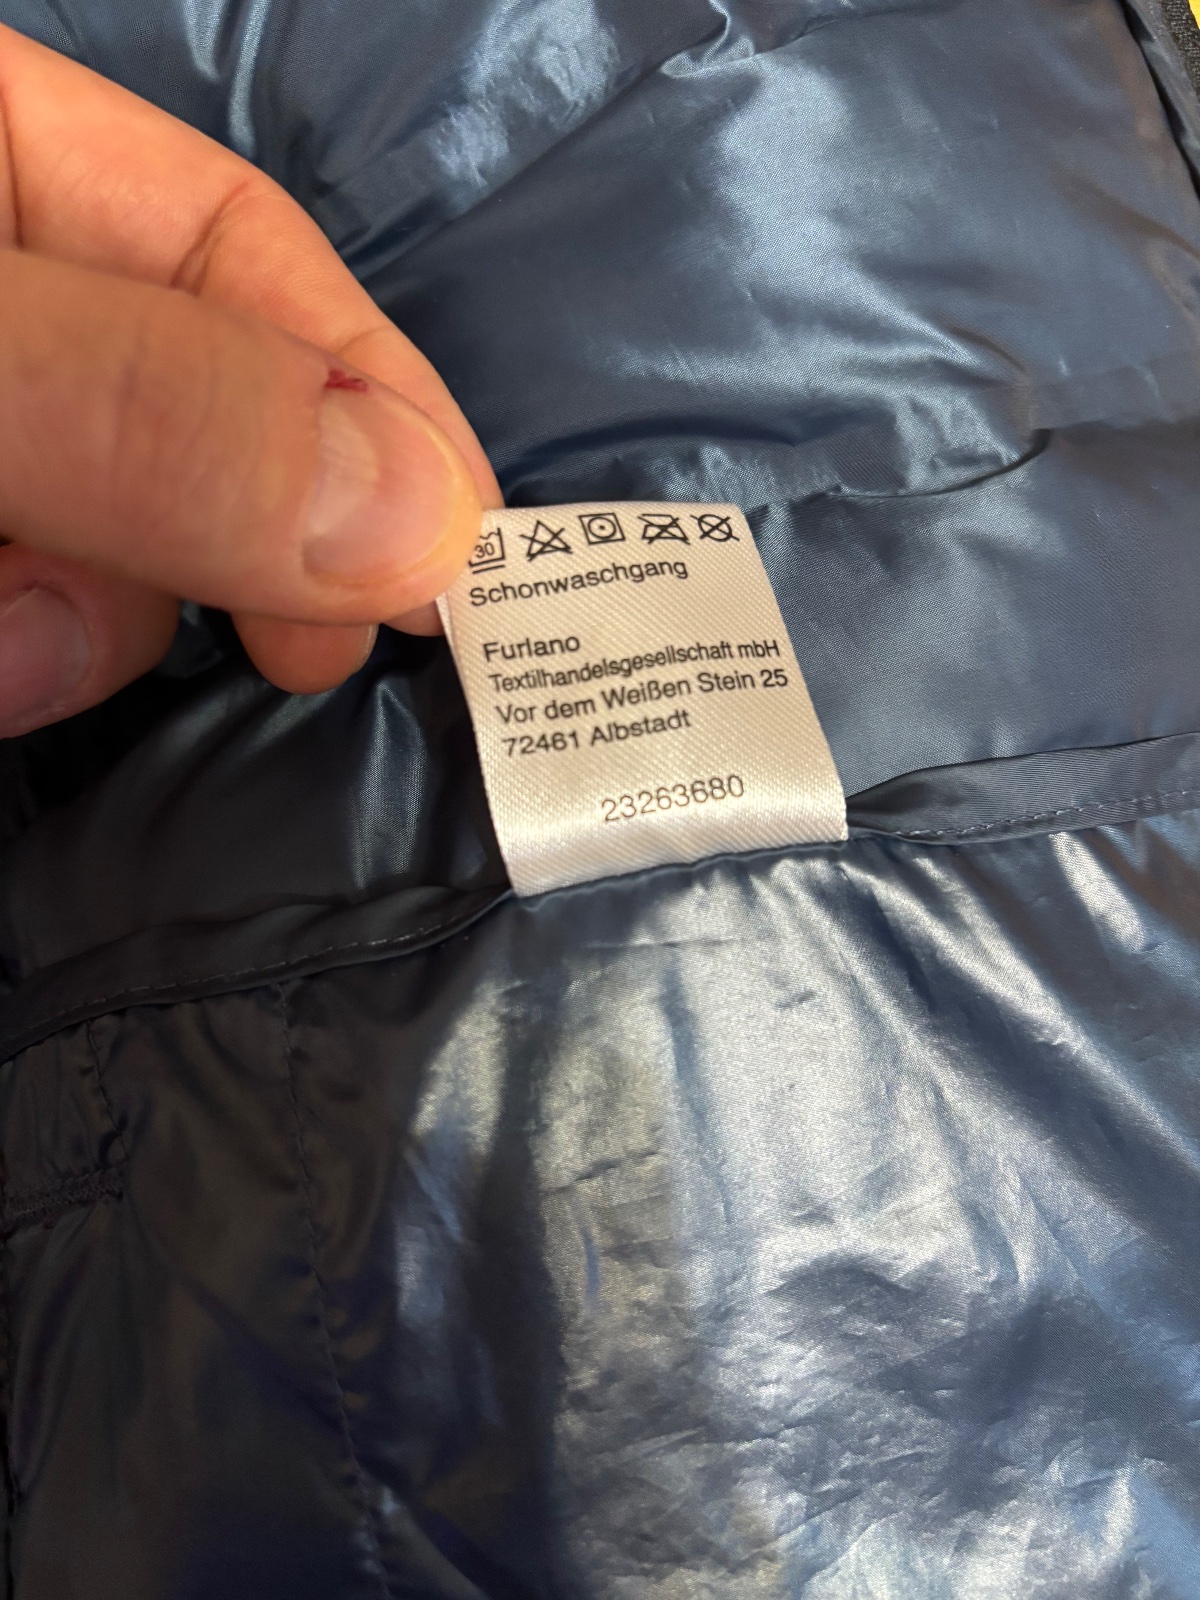 30
Schonwaschgang
Furlano
Textilhandelsgesellschaft mbH
Vor dem Weißen Stein 25
72461 Albstadt
23263680